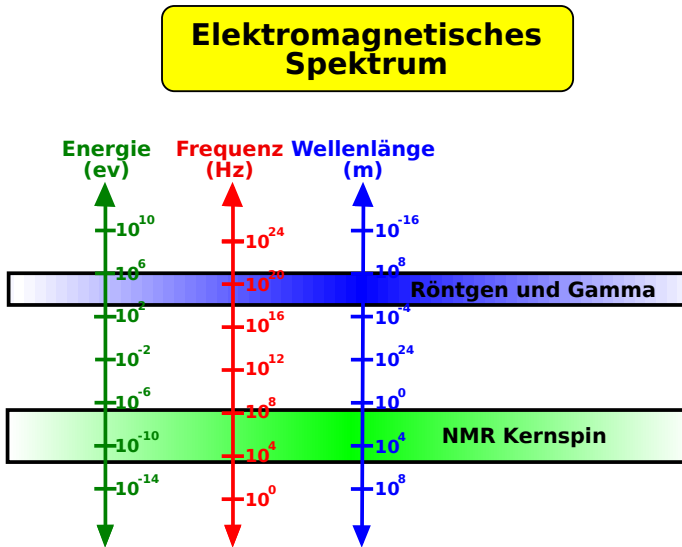 Elektromagnetisches
Spektrum
Energie Frequenz Wellenlänge
(ev) (Hz) (m)
10^10 10^-16
10^24
10^6 10^8
10^20
Röntgen und Gamma
10^2 10^-4
10^16
10^-2 10^24
10^12
10^-6 10^0
10^8
NMR Kernspin
10^-10 10^4
10^4
10^-14 10^8
10^0